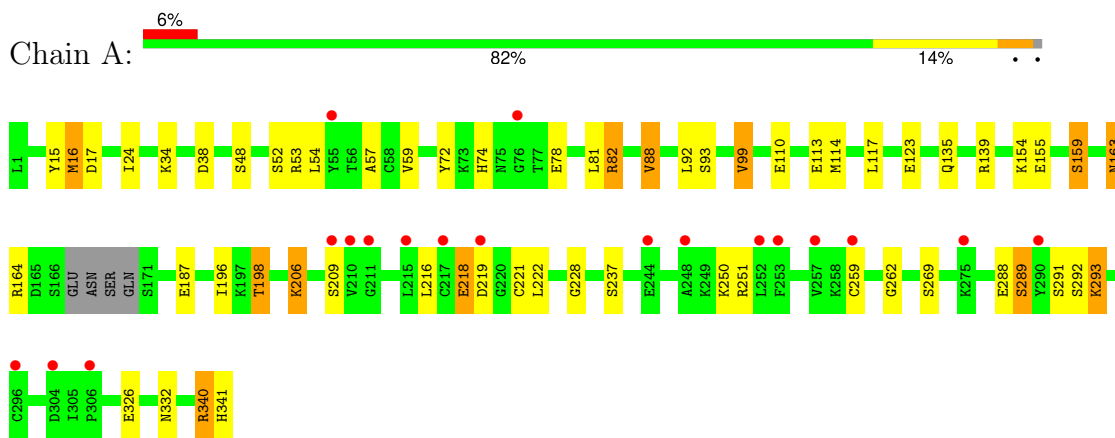 6%
Chain A:
82% 14% • •
L1 Y15 M16 D17 I24 K34 D38 S48 S52 R53 L54 Y55 T56 A57 C58 V59 Y72 K73 H74 N75 G76 T77 E78 L81 R82 V88 L92 S93 V99 E110 E113 M114 L117 E123 Q135 R139 K154 E155 S159 N163
R164 D165 S166 GLU ASN SER GLN S171 E187 I196 K197 T198 K206 S209 V210 G211 L215 L216 C217 E218 D219 G220 C221 L222 G228 S237 E244 A248 K249 K250 R251 L252 F253 V257 K258 C259 G262 S269 K275 E288 S289 Y290 S291 S292 K293
C296 D304 I305 P306 E326 N332 R340 H341